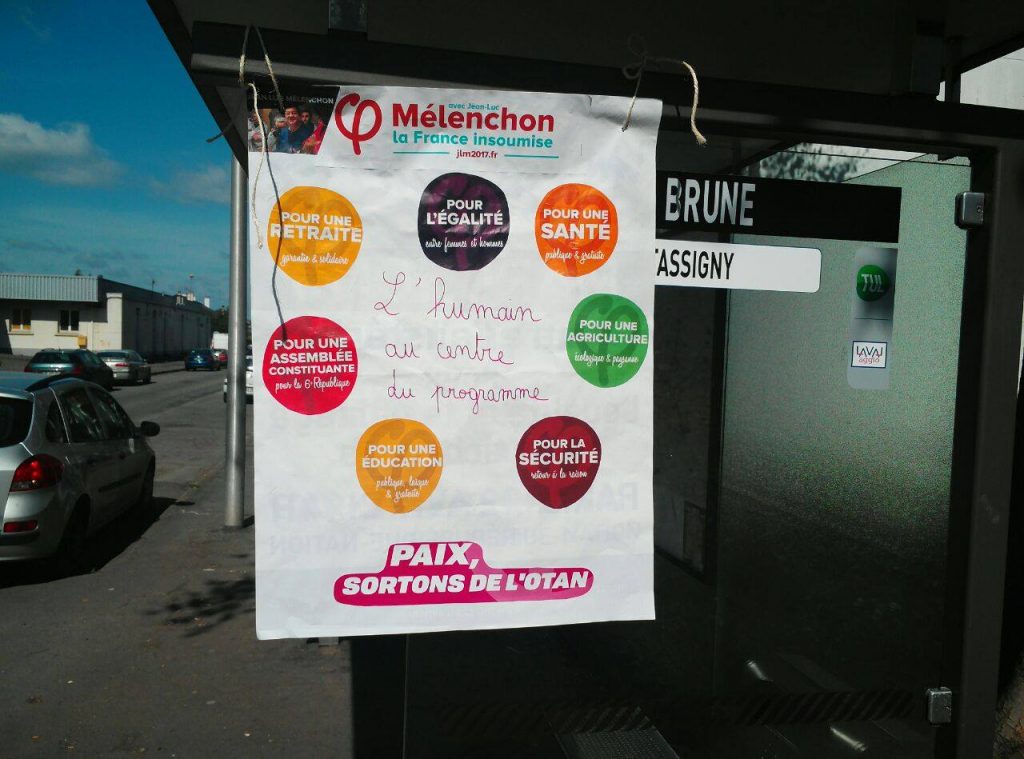 MÉLENCHON
avec Jean-Luc
φ Mélenchon
la France insoumise
jlm2017.fr
POUR UNE
RETRAITE
garantie & solidaire
POUR
L'ÉGALITÉ
entre femmes et hommes
POUR UNE
SANTÉ
publique & gratuite
L'humain
au centre
du programme
POUR UNE
ASSEMBLÉE
CONSTITUANTE
pour la 6e République
POUR UNE
AGRICULTURE
écologique & paysanne
POUR UNE
ÉDUCATION
publique, laïque
& gratuite
POUR LA
SÉCURITÉ
retour à la raison
PAIX,
SORTONS DE L'OTAN
BRUNE
TASSIGNY
TUL
LAVAL
agglo